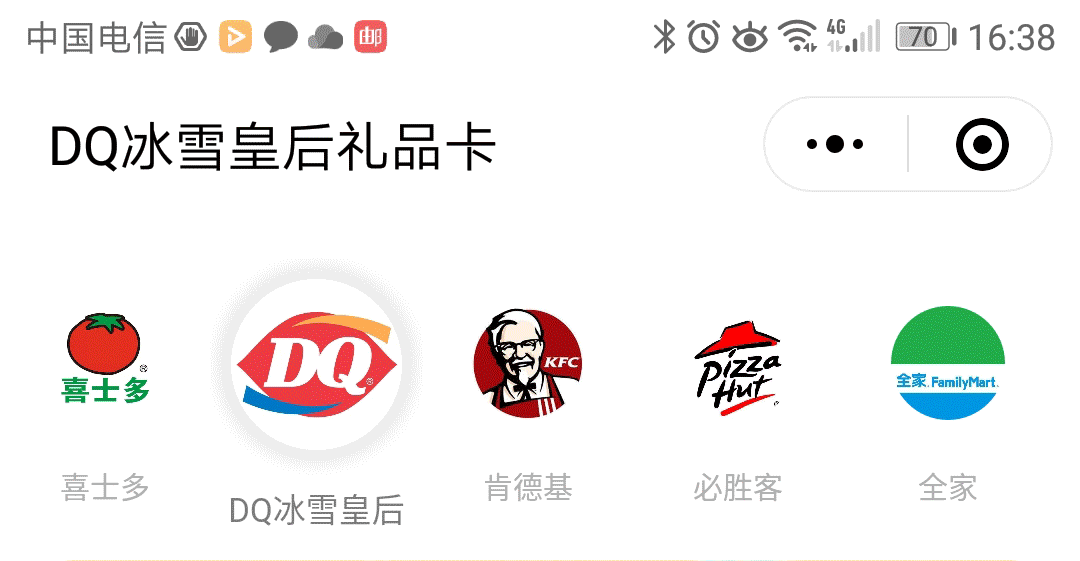 中国电信 邮 4G 70 16:38
DQ冰雪皇后礼品卡
喜士多®
DQ®
KFC
Pizza
Hut
全家.FamilyMart.
喜士多
DQ冰雪皇后
肯德基
必胜客
全家